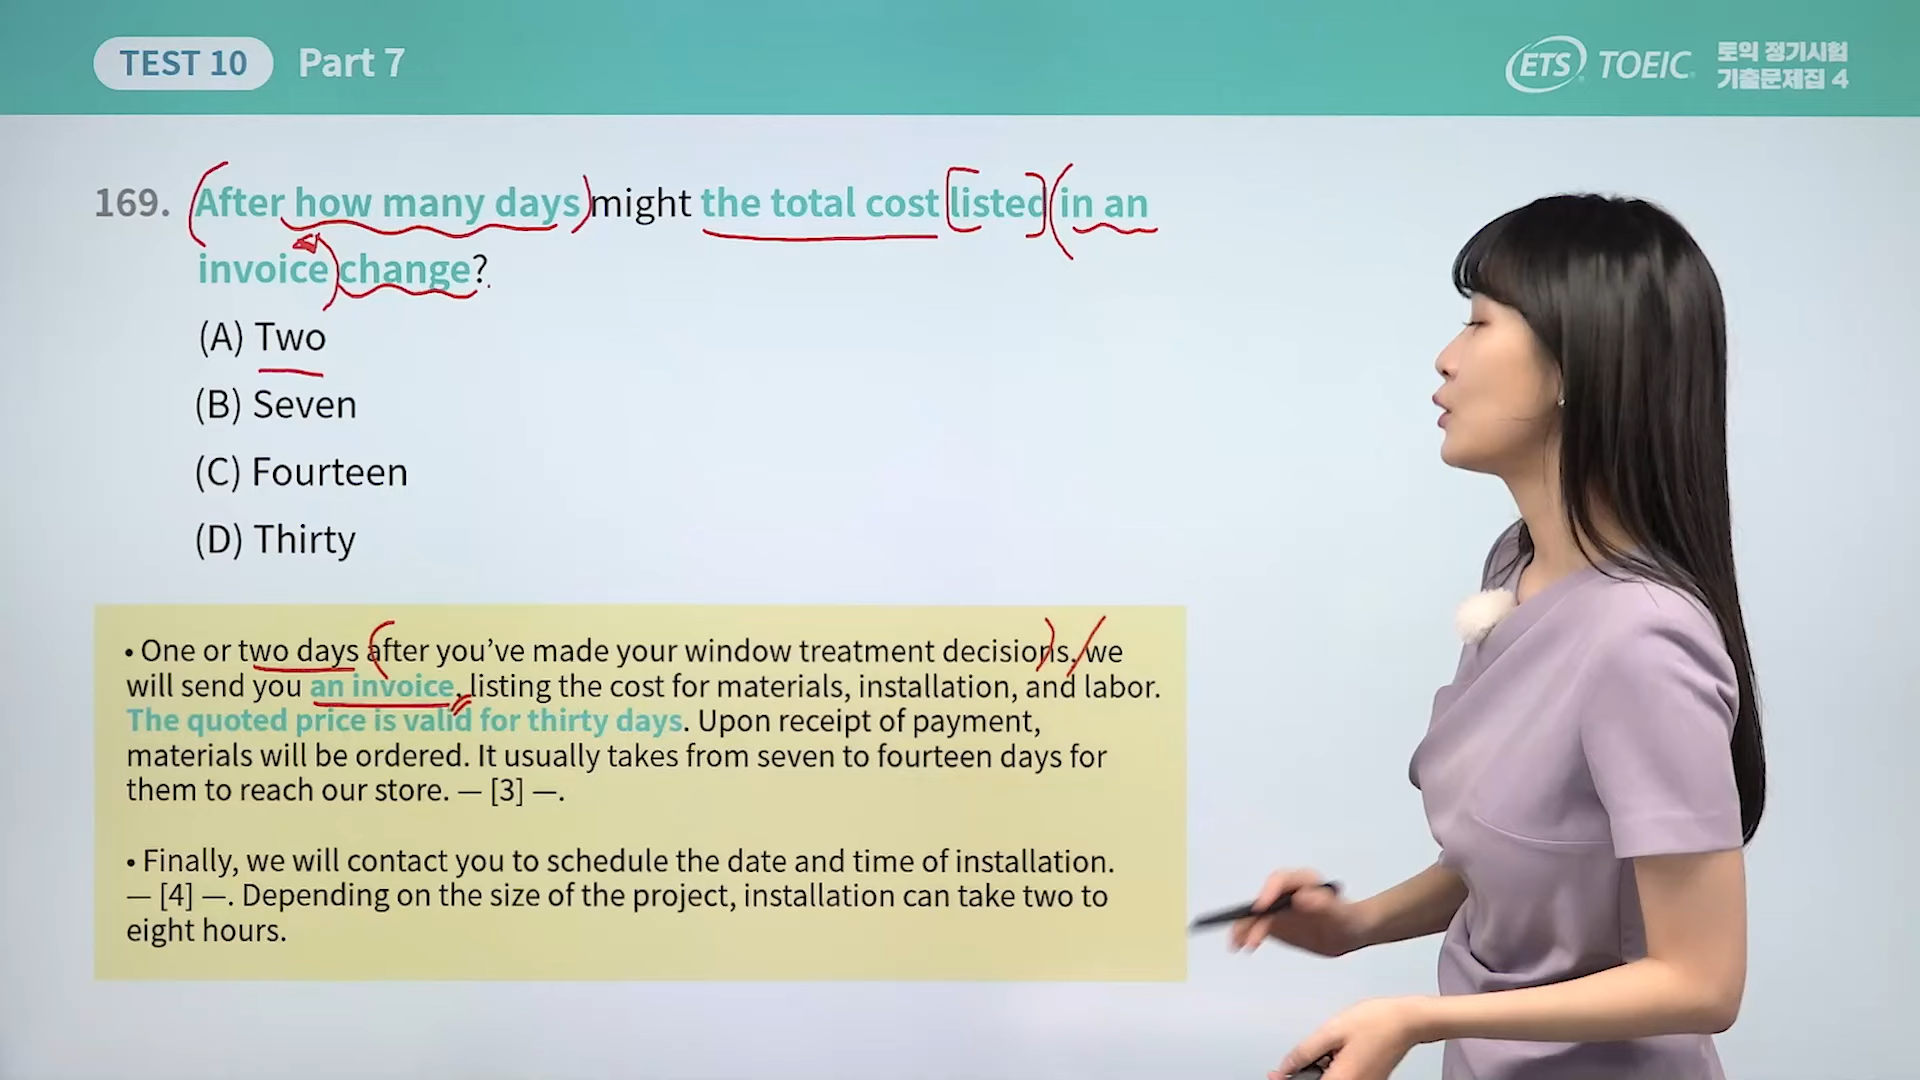 TEST 10 Part 7
ETS TOEIC 토익 정기시험
기출문제집 4
169. After how many days might the total cost listed in an
invoice change?
(A) Two
(B) Seven
(C) Fourteen
(D) Thirty
• One or two days after you’ve made your window treatment decisions, we
will send you an invoice, listing the cost for materials, installation, and labor.
The quoted price is valid for thirty days. Upon receipt of payment,
materials will be ordered. It usually takes from seven to fourteen days for
them to reach our store. — [3] —.
• Finally, we will contact you to schedule the date and time of installation.
— [4] —. Depending on the size of the project, installation can take two to
eight hours.